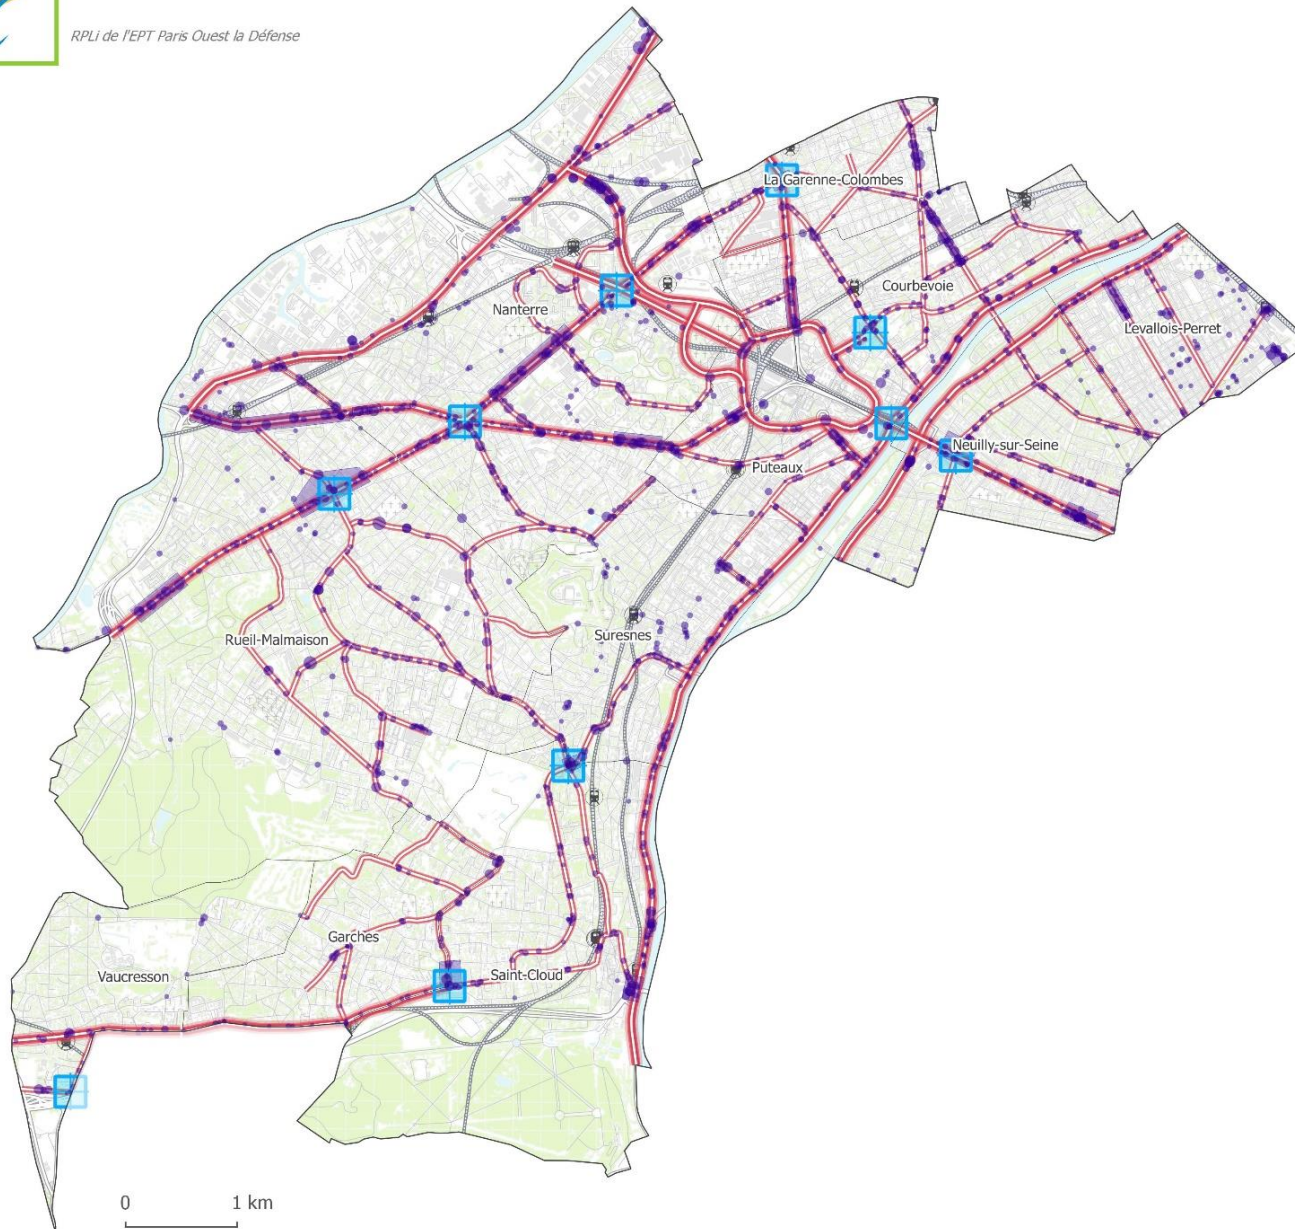 RPLi de l'EPT Paris Ouest la Défense
La Garenne-Colombes
Courbevoie
Nanterre
Levallois-Perret
Neuilly-sur-Seine
Puteaux
Suresnes
Rueil-Malmaison
Garches
Saint-Cloud
Vaucresson
0 1 km